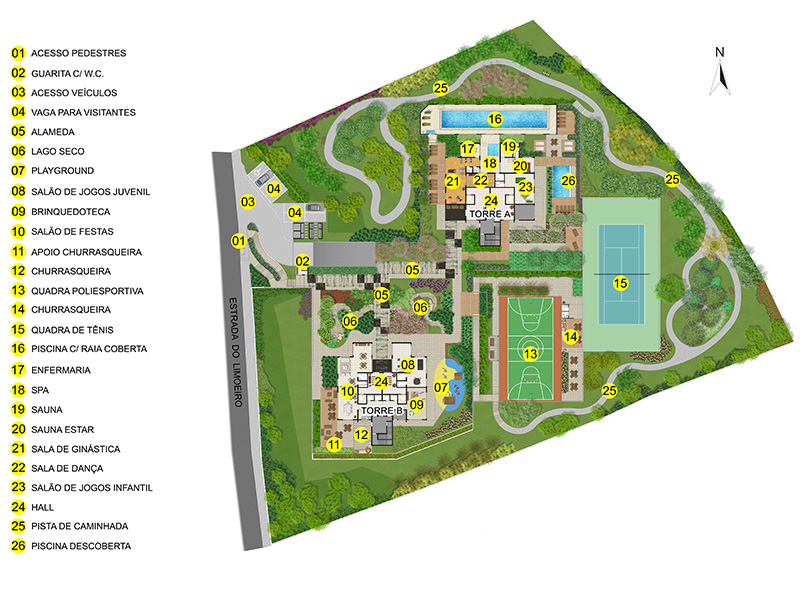 01 ACESSO PEDESTRES
02 GUARITA C/ W.C.
03 ACESSO VEÍCULOS
04 VAGA PARA VISITANTES
05 ALAMEDA
06 LAGO SECO
07 PLAYGROUND
08 SALÃO DE JOGOS JUVENIL
09 BRINQUEDOTECA
10 SALÃO DE FESTAS
11 APOIO CHURRASQUEIRA
12 CHURRASQUEIRA
13 QUADRA POLIESPORTIVA
14 CHURRASQUEIRA
15 QUADRA DE TÊNIS
16 PISCINA C/ RAIA COBERTA
17 ENFERMARIA
18 SPA
19 SAUNA
20 SAUNA ESTAR
21 SALA DE GINÁSTICA
22 SALA DE DANÇA
23 SALÃO DE JOGOS INFANTIL
24 HALL
25 PISTA DE CAMINHADA
26 PISCINA DESCOBERTA
N
25
16
17
19
18
20
21
22
23
26
24
TORRE A
25
04
03
04
01
02
05
05
06
06
15
13
14
25
ESTRADA DO LIMOEIRO
08
24
10
07
09
TORRE B
12
11